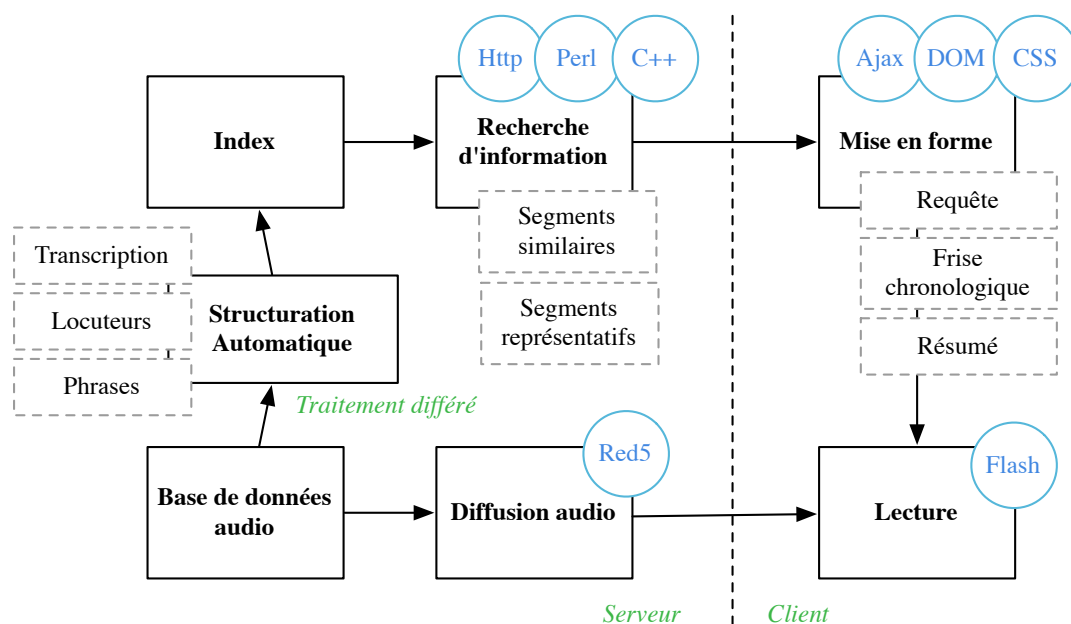 Http
Perl
C++
Ajax
DOM
CSS
Index
Recherche
d'information
Mise en forme
Segments
similaires
Segments
représentatifs
Requête
Frise
chronologique
Résumé
Transcription
Locuteurs
Phrases
Structuration
Automatique
Traitement différé
Base de données
audio
Diffusion audio
Red5
Lecture
Flash
Serveur
Client